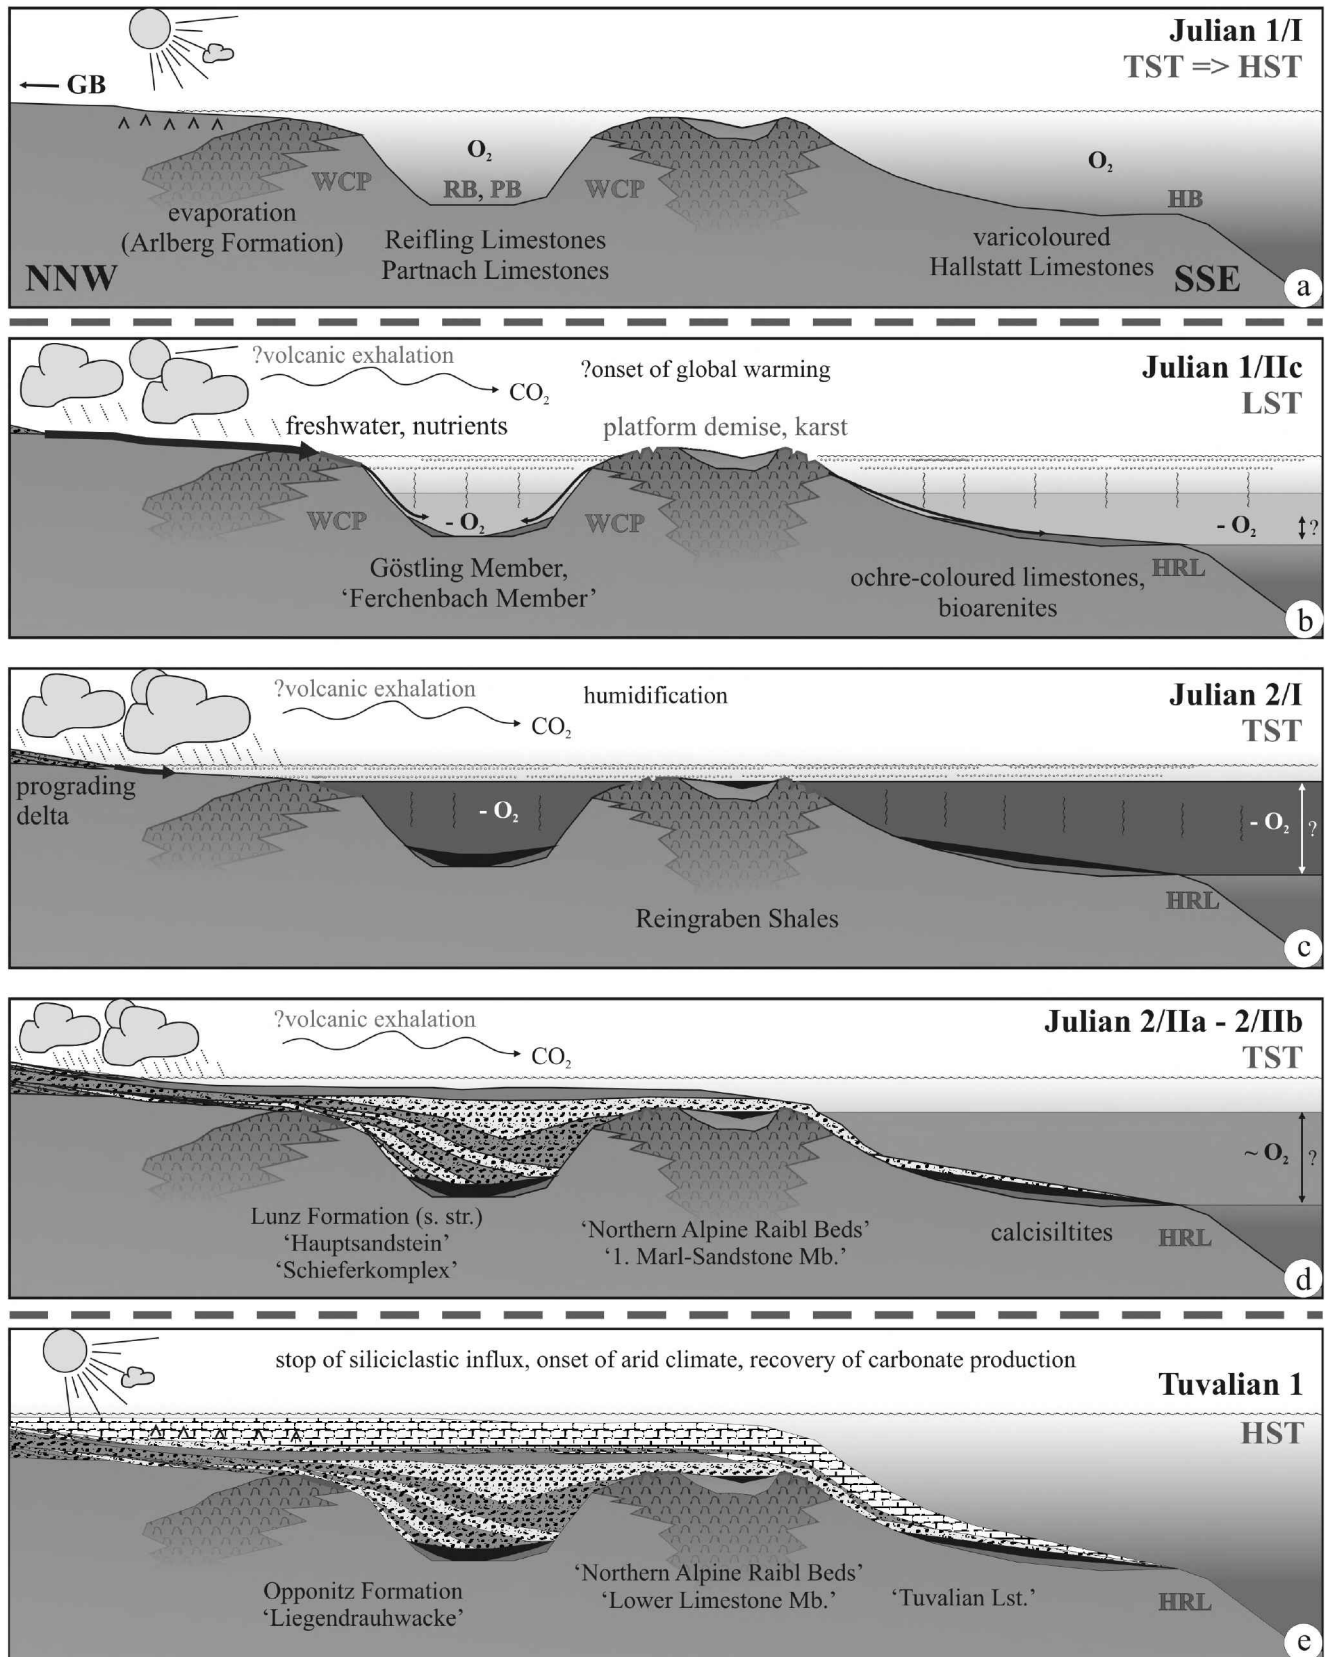 Julian 1/I
TST => HST
GB
O2
O2
WCP
RB, PB
WCP
HB
evaporation
(Arlberg Formation)
Reifling Limestones
Partnach Limestones
varicoloured
Hallstatt Limestones
NNW
SSE
a
?volcanic exhalation
CO2
?onset of global warming
Julian 1/IIc
LST
freshwater, nutrients
platform demise, karst
WCP
- O2
WCP
- O2
?
Göstling Member,
‘Ferchenbach Member’
ochre-coloured limestones,
bioarenites
HRL
b
?volcanic exhalation
CO2
humidification
Julian 2/I
TST
prograding
delta
- O2
- O2
?
HRL
Reingraben Shales
c
?volcanic exhalation
CO2
Julian 2/IIa - 2/IIb
TST
~ O2
?
Lunz Formation (s. str.)
‘Hauptsandstein’
‘Schieferkomplex’
‘Northern Alpine Raibl Beds’
‘1. Marl-Sandstone Mb.’
calcisiltites
HRL
d
stop of siliciclastic influx, onset of arid climate, recovery of carbonate production
Tuvalian 1
HST
Opponitz Formation
‘Liegendrauhwacke’
‘Northern Alpine Raibl Beds’
‘Lower Limestone Mb.’
‘Tuvalian Lst.’
HRL
e